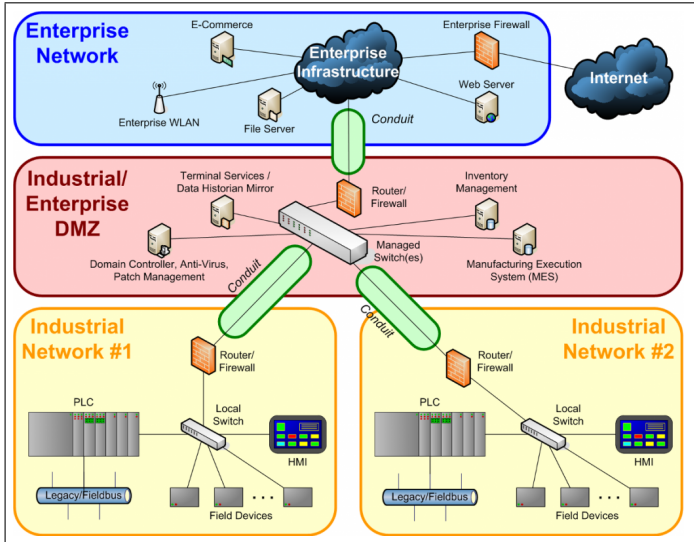 Enterprise
Network
E-Commerce
Enterprise
Infrastructure
Enterprise Firewall
Internet
Enterprise WLAN
File Server
Web Server
Conduit
Industrial/
Enterprise
DMZ
Terminal Services /
Data Historian Mirror
Router/
Firewall
Inventory
Management
Domain Controller, Anti-Virus,
Patch Management
Managed
Switch(es)
Manufacturing Execution
System (MES)
Conduit
Conduit
Industrial
Network #1
Router/
Firewall
PLC
Local
Switch
HMI
Legacy/Fieldbus
Field Devices
Industrial
Network #2
Router/
Firewall
PLC
Local
Switch
HMI
Legacy/Fieldbus
Field Devices